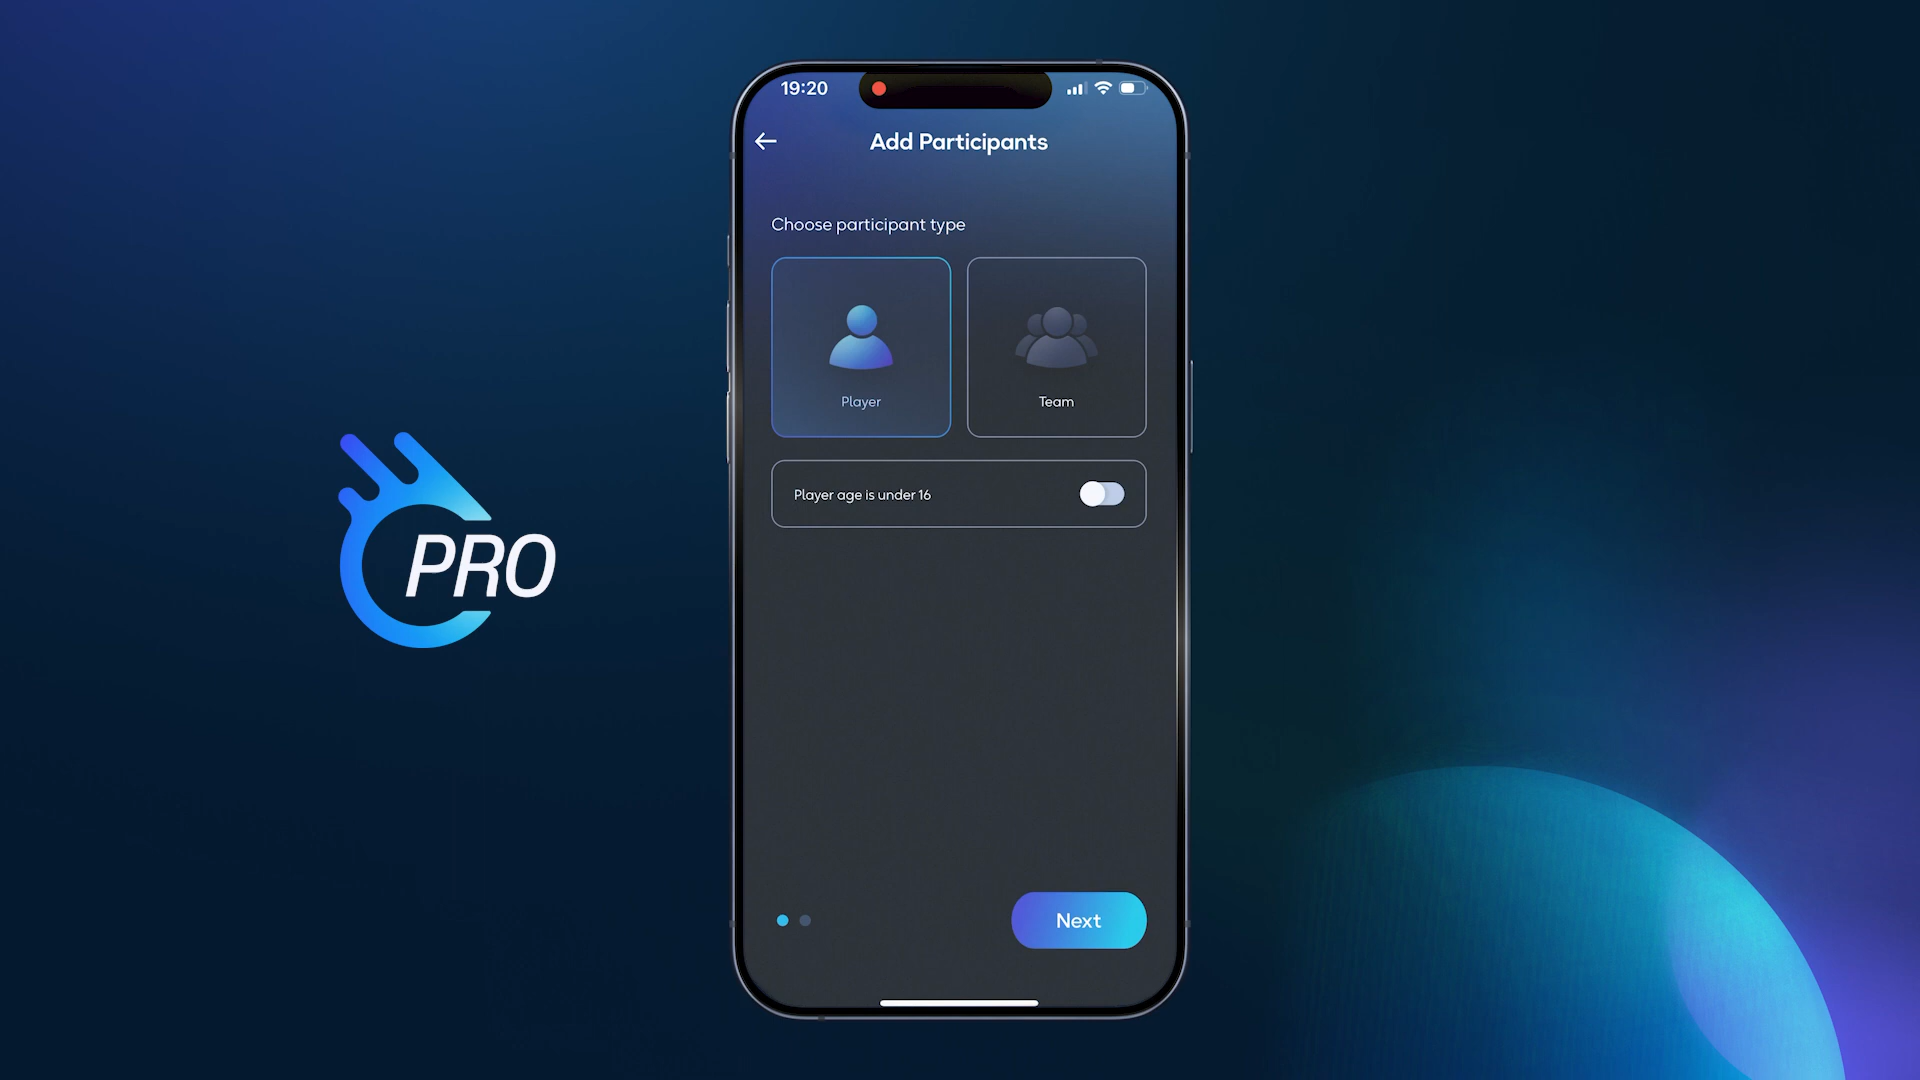 19:20
Add Participants
Choose participant type
Player
Team
Player age is under 16
PRO
Next